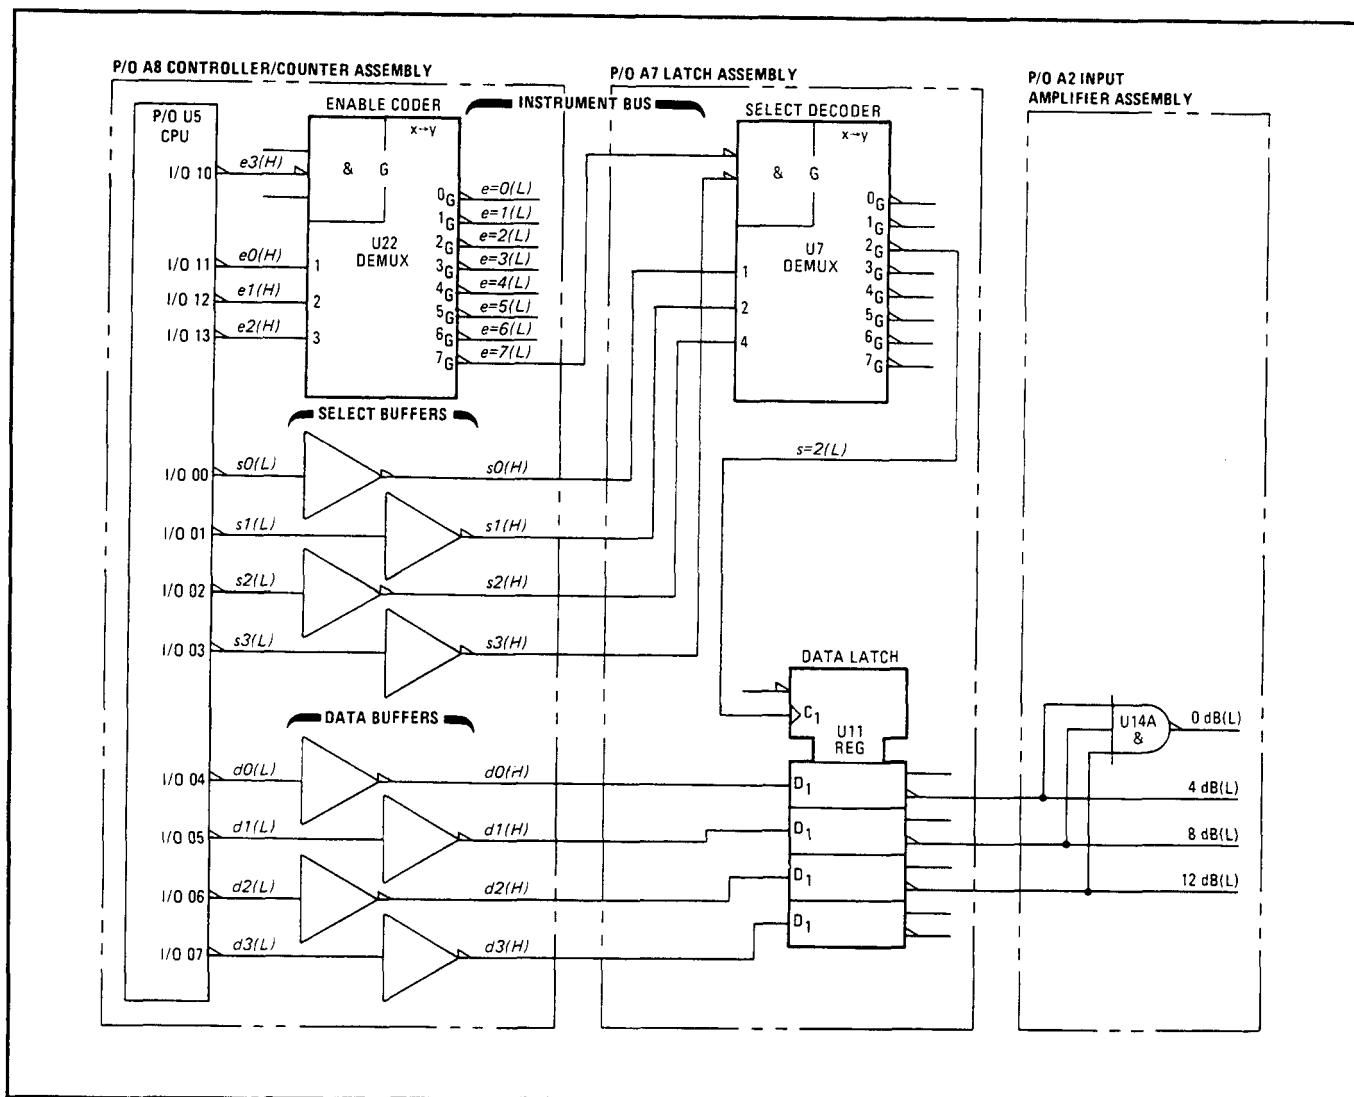 P/O A8 CONTROLLER/COUNTER ASSEMBLY
P/O A7 LATCH ASSEMBLY
P/O A2 INPUT
AMPLIFIER ASSEMBLY
P/O U5
CPU
ENABLE CODER
INSTRUMENT BUS
SELECT DECODER
x→y
& G
I/O 10
e3(H)
I/O 11
e0(H)
1
I/O 12
e1(H)
2
I/O 13
e2(H)
3
U22
DEMUX
0G e=0(L)
1G e=1(L)
2G e=2(L)
3G e=3(L)
4G e=4(L)
5G e=5(L)
6G e=6(L)
7G e=7(L)
x→y
& G
U7
DEMUX
1
2
4
0G
1G
2G
3G
4G
5G
6G
7G
SELECT BUFFERS
s=2(L)
I/O 00 s0(L) s0(H)
I/O 01 s1(L) s1(H)
I/O 02 s2(L) s2(H)
I/O 03 s3(L) s3(H)
DATA LATCH
C1
U11
REG
DATA BUFFERS
U14A
&
0 dB(L)
I/O 04 d0(L) d0(H) D1 4 dB(L)
I/O 05 d1(L) d1(H) D1 8 dB(L)
I/O 06 d2(L) d2(H) D1 12 dB(L)
I/O 07 d3(L) d3(H) D1